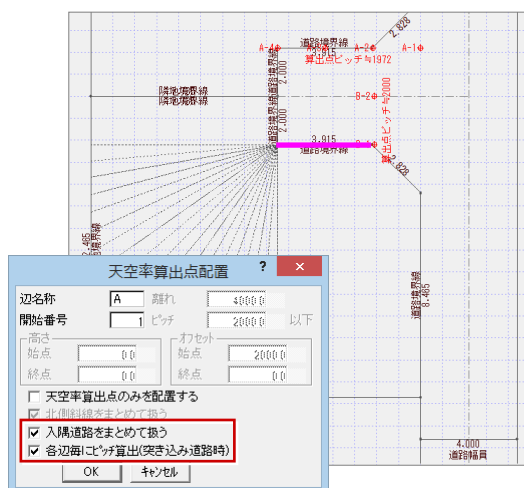 2.828
道路境界線
A-4 A-2 A-1
3.915
算出点ピッチ≒1972
道路境界線
2.000
隣地境界線
隣地境界線
B-2
算出点ピッチ≒2000
道路境界線
2.000
3.915
道路境界線
2.828
2.465
道路境界線
8.485
4.000
道路幅員
天空率算出点配置 ? ×
辺名称 A 離れ 4000.0
開始番号 1 ピッチ 2000.0 以下
高さ オフセット
始点 0.0 始点 2000.0
終点 0.0 終点 0.0
天空率算出点のみを配置する
北側斜線をまとめて扱う
入隅道路をまとめて扱う
各辺毎にピッチ算出(突き込み道路時)
OK キャンセル